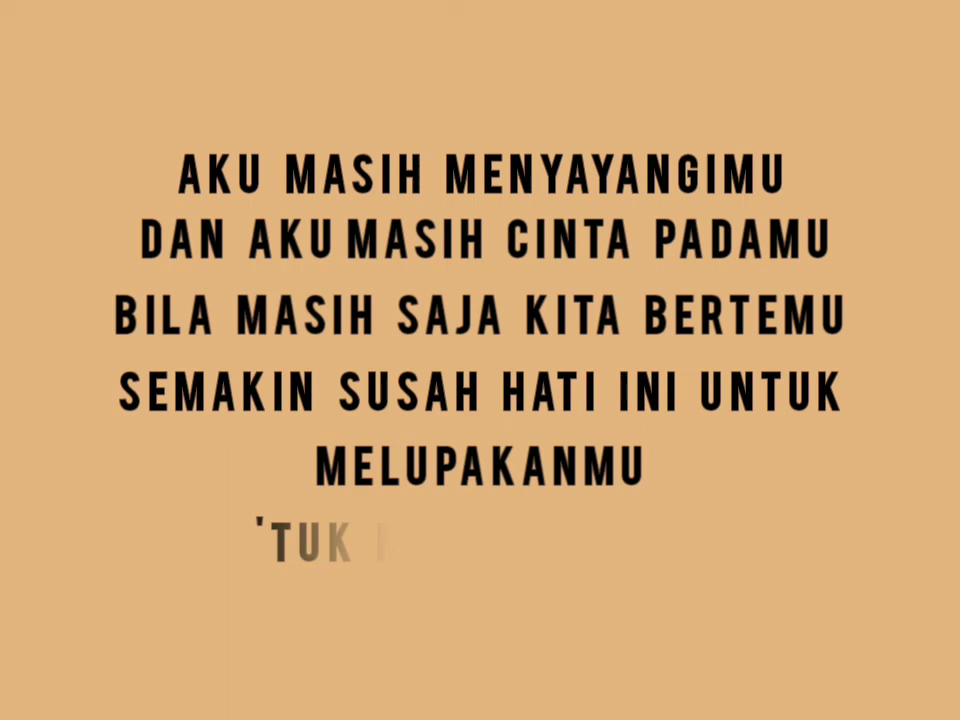 AKU MASIH MENYAYANGIMU
DAN AKU MASIH CINTA PADAMU
BILA MASIH SAJA KITA BERTEMU
SEMAKIN SUSAH HATI INI UNTUK
MELUPAKANMU
'TUK